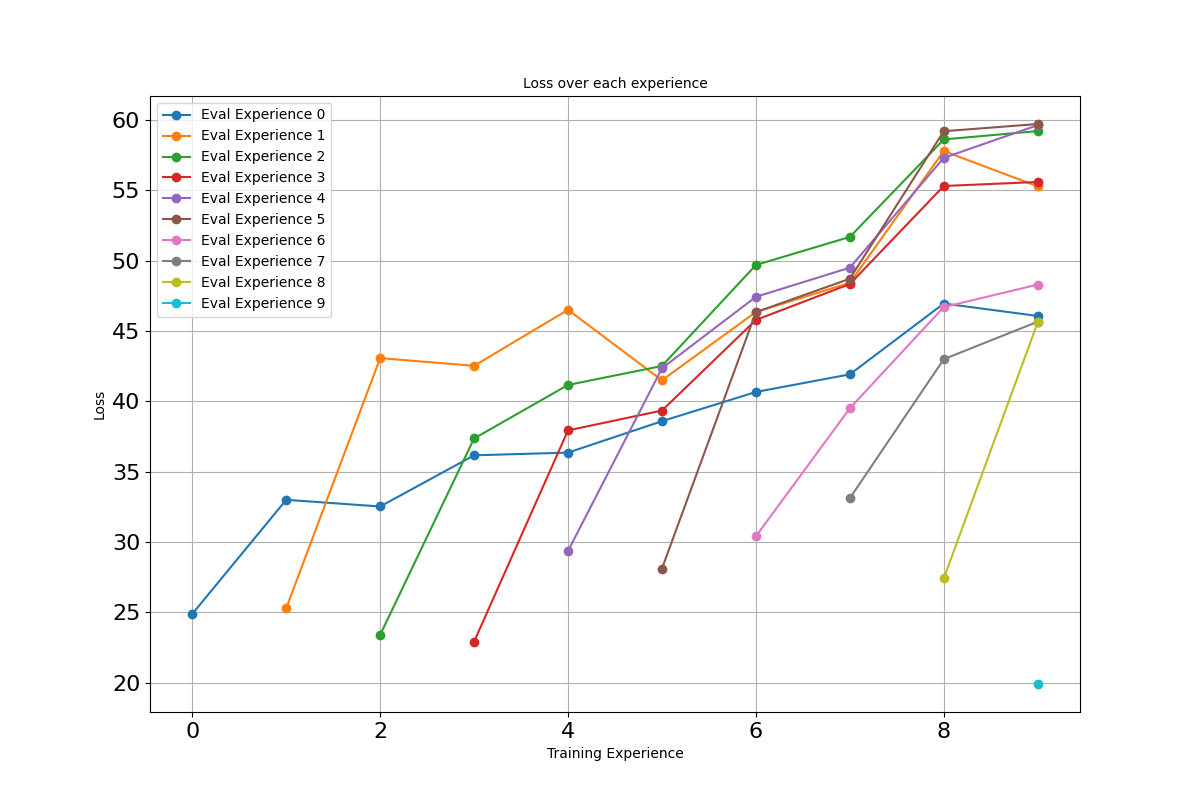 Loss over each experience
Eval Experience 0
Eval Experience 1
Eval Experience 2
Eval Experience 3
Eval Experience 4
Eval Experience 5
Eval Experience 6
Eval Experience 7
Eval Experience 8
Eval Experience 9
60
55
50
45
40
35
30
25
20
Loss
0 2 4 6 8
Training Experience